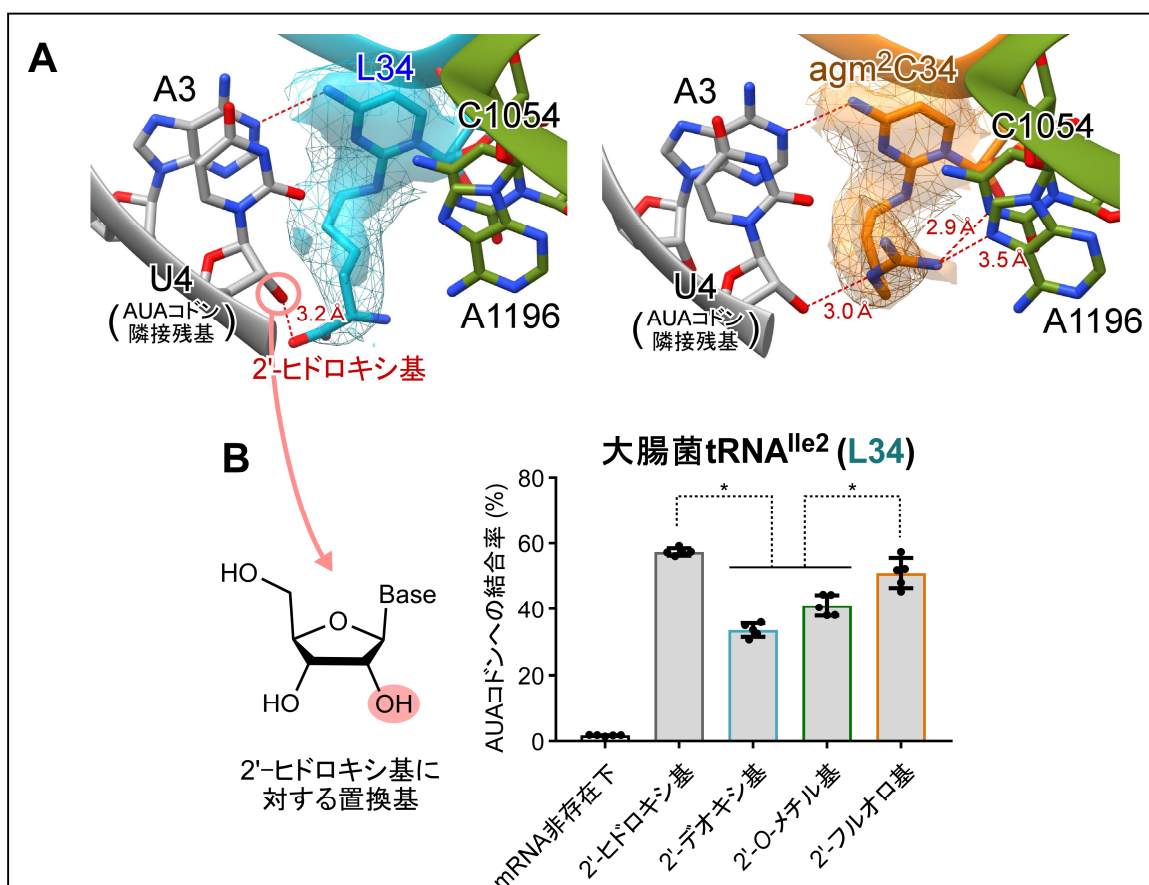 A
A3
L34
C1054
U4
(AUAコドン
隣接残基)
3.2 Å
A1196
2'-ヒドロキシ基
A3
agm²C34
C1054
2.9 Å
3.5 Å
U4
(AUAコドン
隣接残基)
3.0 Å
A1196
B
大腸菌tRNAᴵˡᵉ² (L34)
HO
Base
O
HO
OH
2'-ヒドロキシ基に
対する置換基
AUAコドンへの結合率 (%)
80
60
40
20
0
*
*
mRNA非存在下
2'-ヒドロキシ基
2'-デオキシ基
2'-O-メチル基
2'-フルオロ基